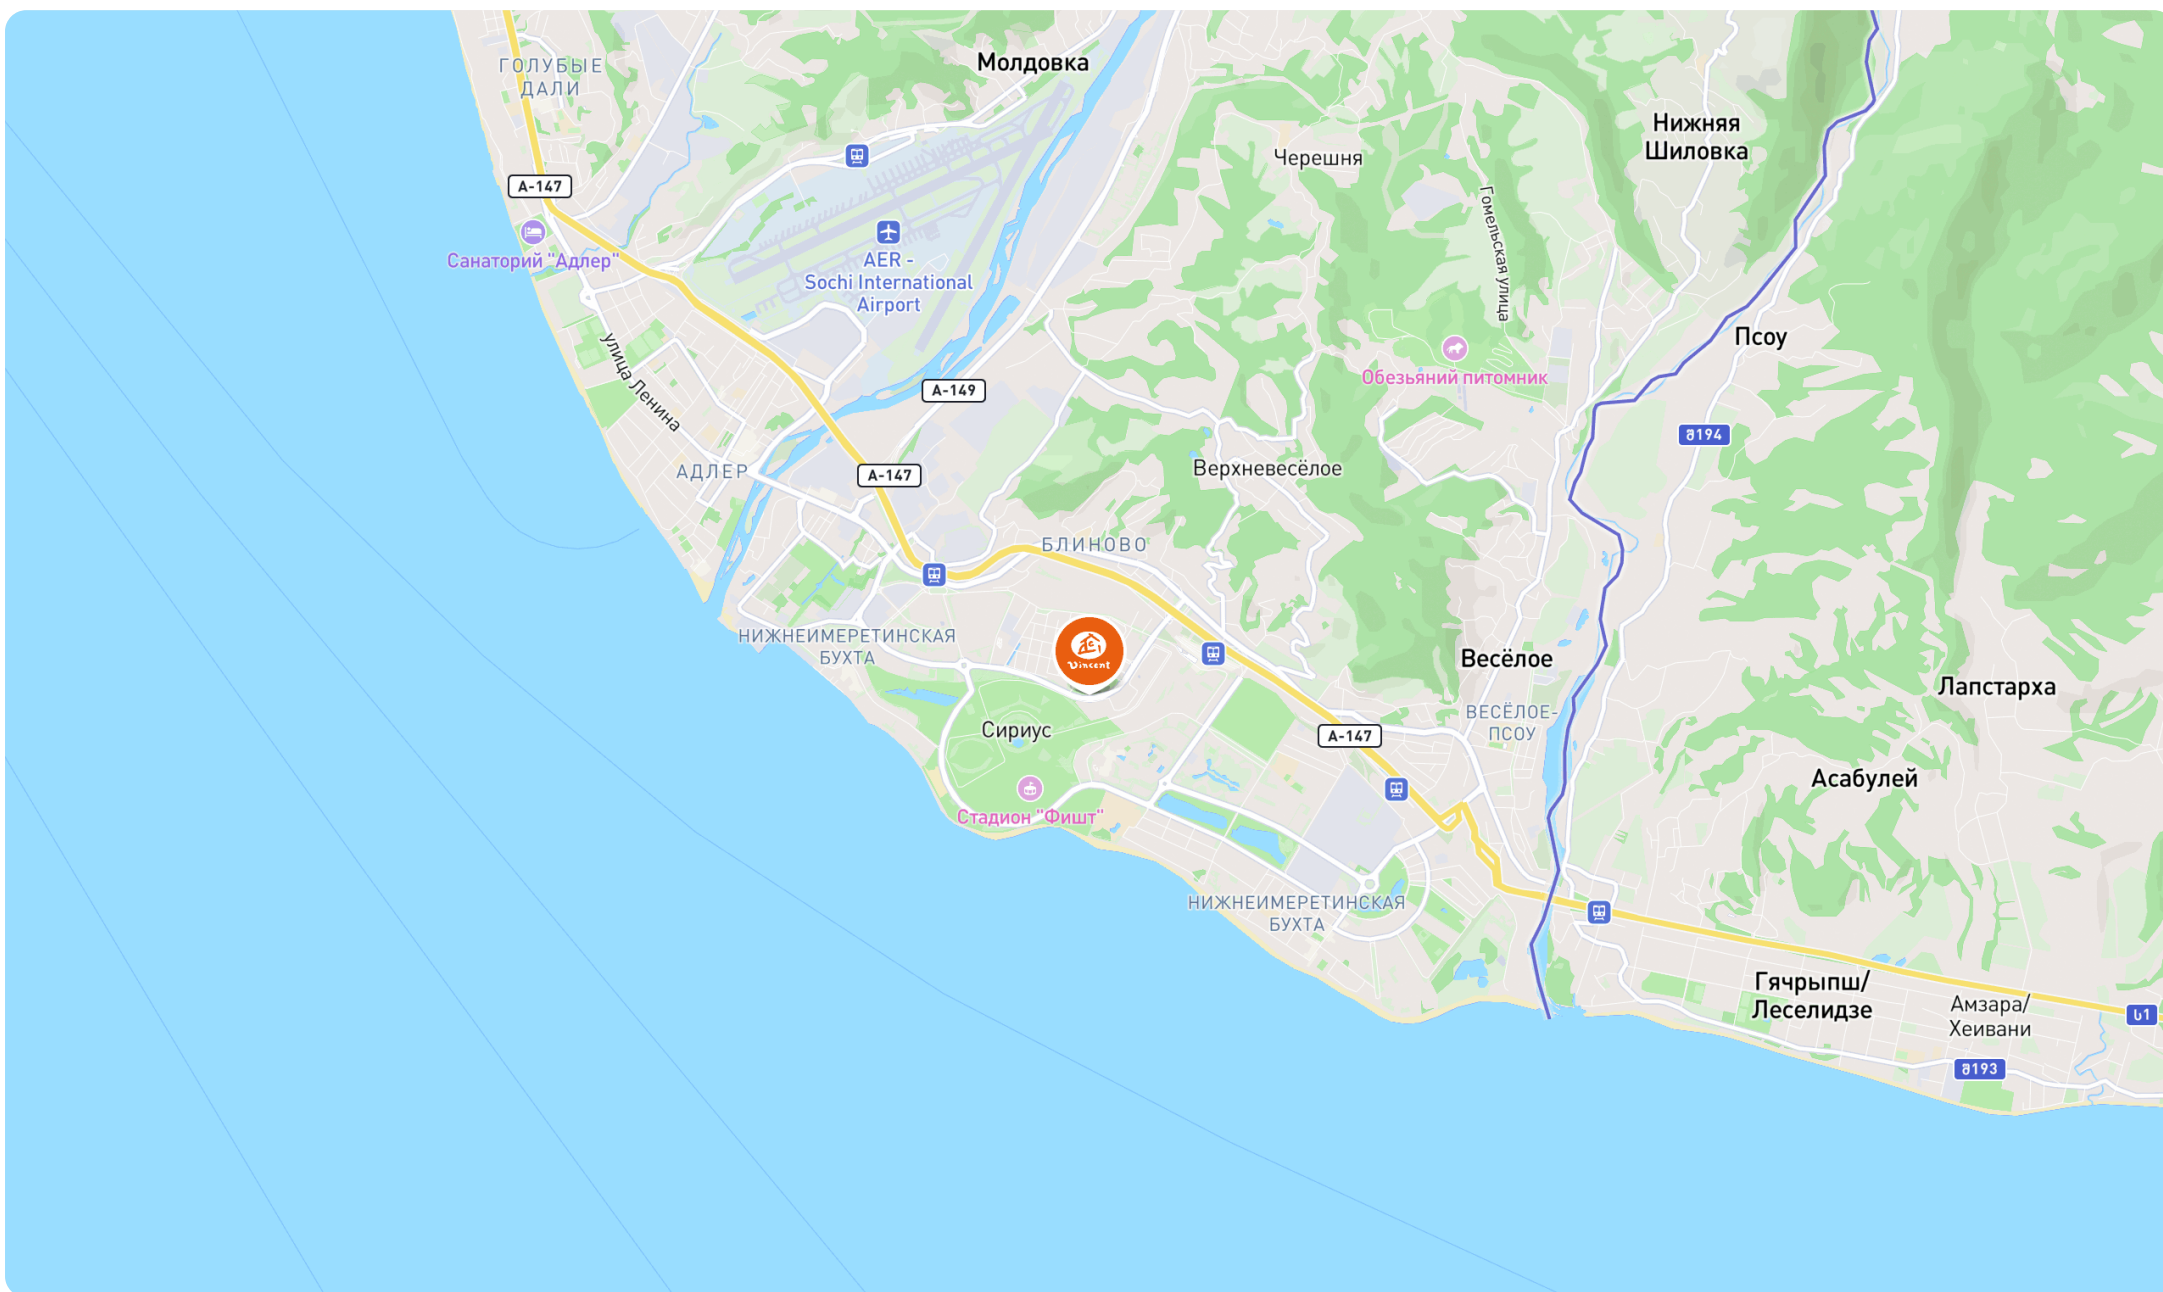 Молдовка
ГОЛУБЫЕ
ДАЛИ
Нижняя
Шиловка
Черешня
А-147
Гомельская улица
Санаторий "Адлер"
AER -
Sochi International
Airport
Псоу
улица Ленина
Обезьяний питомник
А-149
შ194
АДЛЕР
А-147
Верхневесёлое
БЛИНОВО
НИЖНЕИМЕРЕТИНСКАЯ
БУХТА
Vincent
Весёлое
Лапстарха
Сириус
ВЕСЁЛОЕ-
ПСОУ
А-147
Асабулей
Стадион "Фишт"
НИЖНЕИМЕРЕТИНСКАЯ
БУХТА
Гячрыпш/
Леселидзе
Амзара/
Хеивани
ს1
შ193